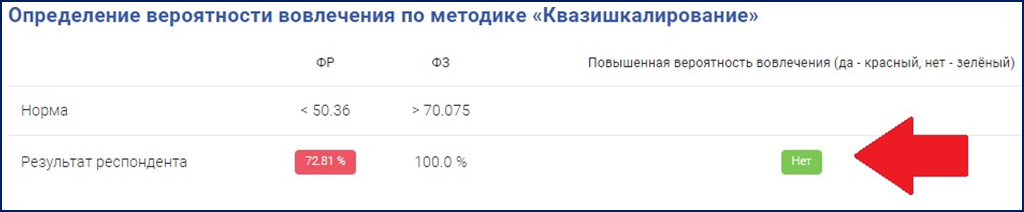 Определение вероятности вовлечения по методике «Квазишкалирование»
ФР ФЗ Повышенная вероятность вовлечения (да - красный, нет - зелёный)
Норма < 50.36 > 70.075
Результат респондента 72.81 % 100.0 % Нет